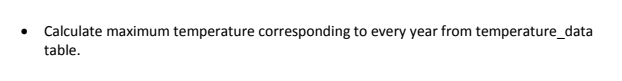 • Calculate maximum temperature corresponding to every year from temperature_data
table.